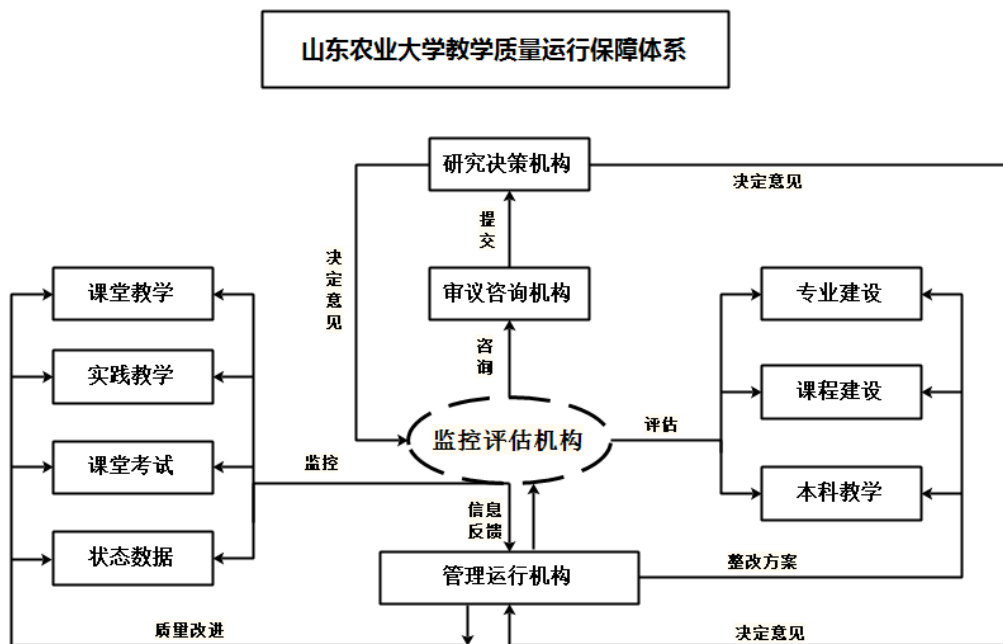 山东农业大学教学质量运行保障体系
研究决策机构
决定意见
提交
决定意见
课堂教学
审议咨询机构
专业建设
咨询
实践教学
课程建设
监控评估机构
评估
课堂考试
监控
本科教学
信息
反馈
状态数据
管理运行机构
整改方案
质量改进
决定意见